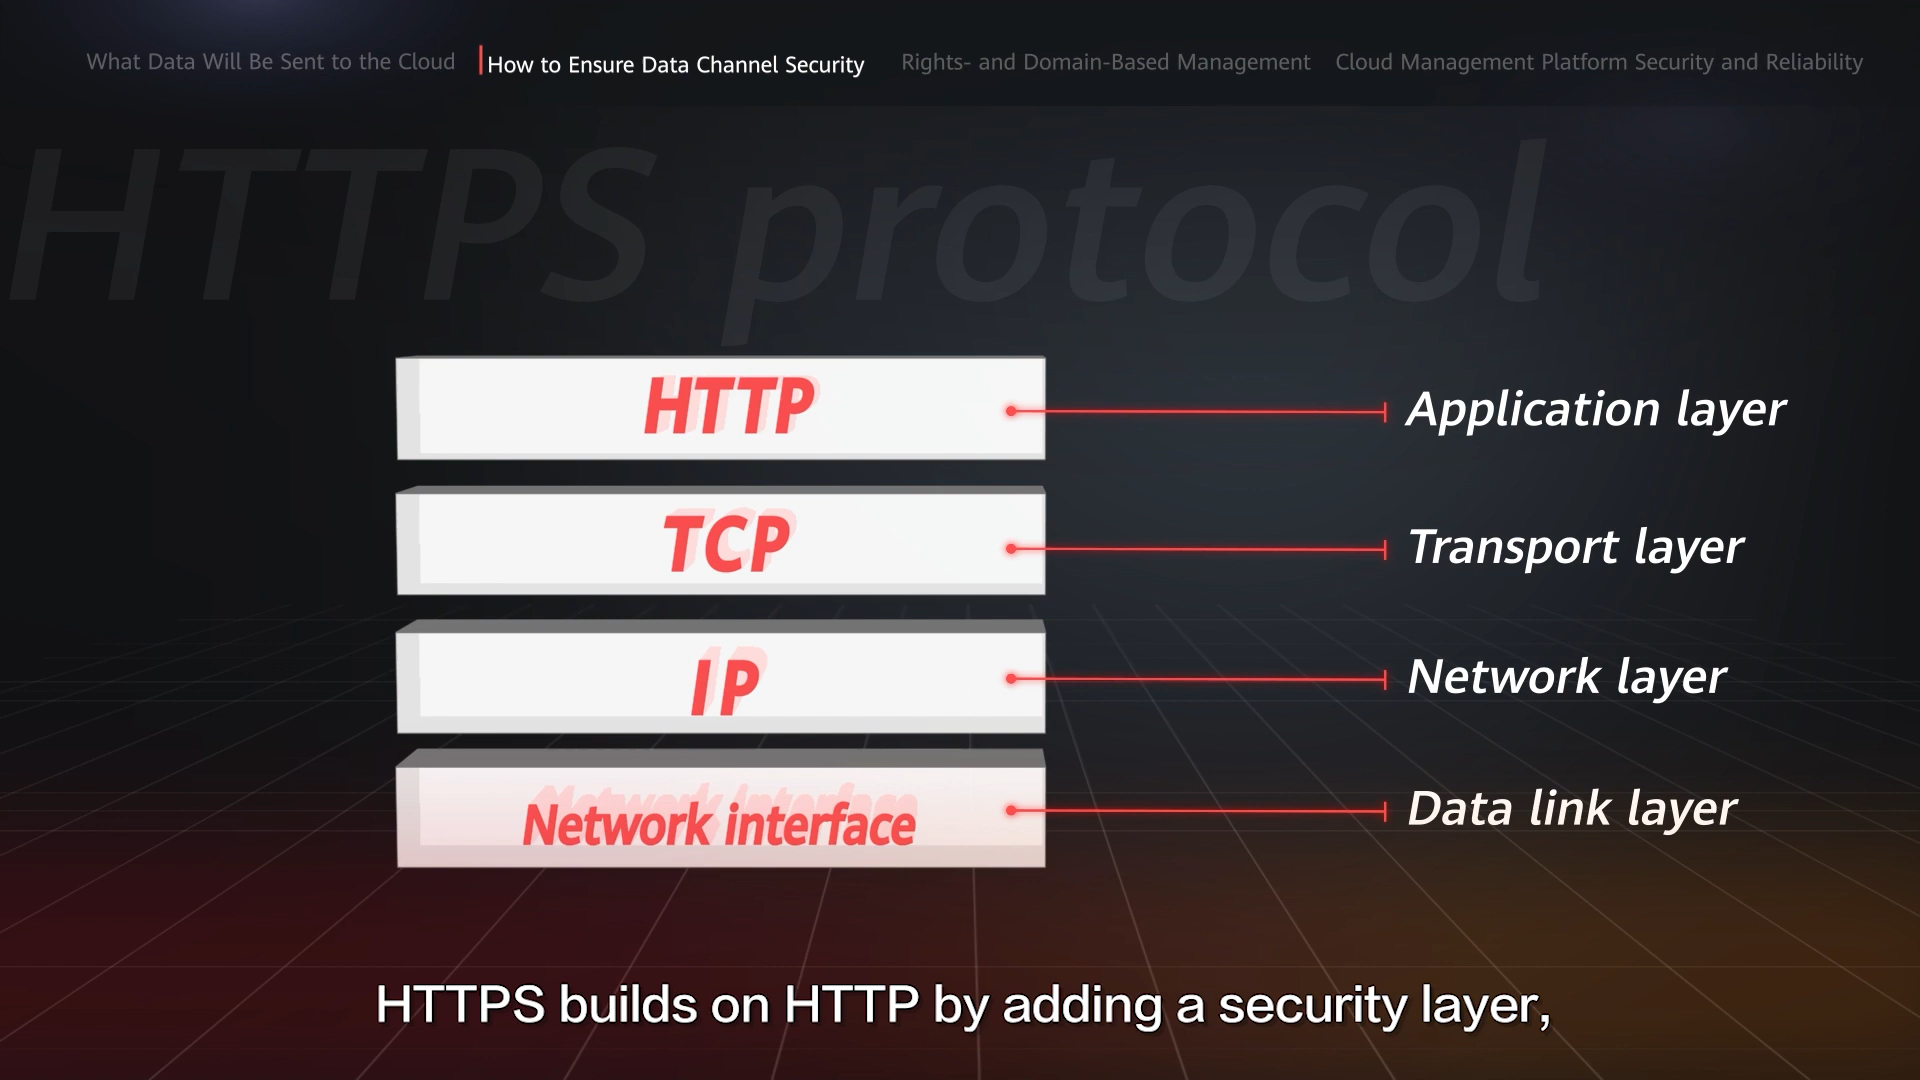 What Data Will Be Sent to the Cloud
How to Ensure Data Channel Security
Rights- and Domain-Based Management
Cloud Management Platform Security and Reliability
HTTPS protocol
HTTP
Application layer
TCP
Transport layer
IP
Network layer
Network interface
Data link layer
HTTPS builds on HTTP by adding a security layer,